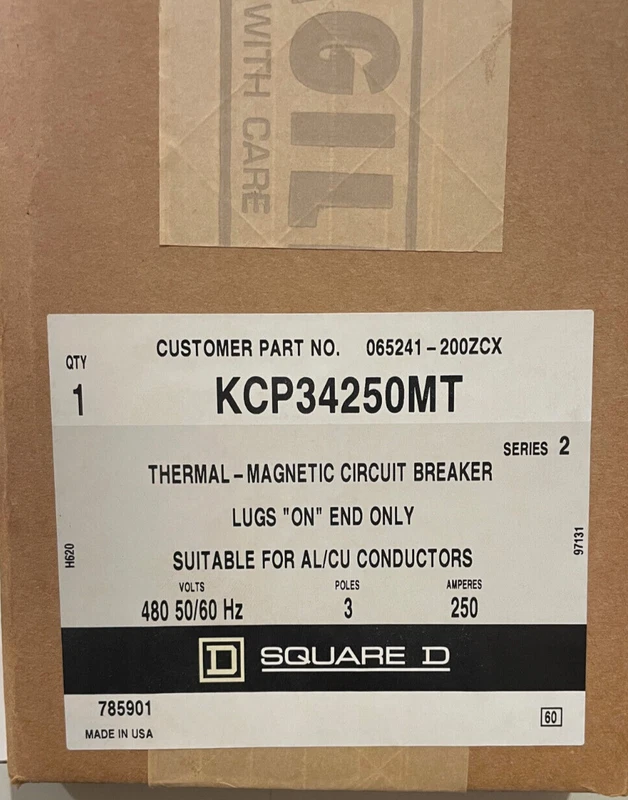 GIL
WITH CARE
CUSTOMER PART NO. 065241-200ZCX
QTY
1
KCP34250MT
SERIES 2
THERMAL-MAGNETIC CIRCUIT BREAKER
LUGS "ON" END ONLY
H620
97131
SUITABLE FOR AL/CU CONDUCTORS
VOLTS POLES AMPERES
480 50/60 Hz 3 250
D SQUARE D
785901
60
MADE IN USA